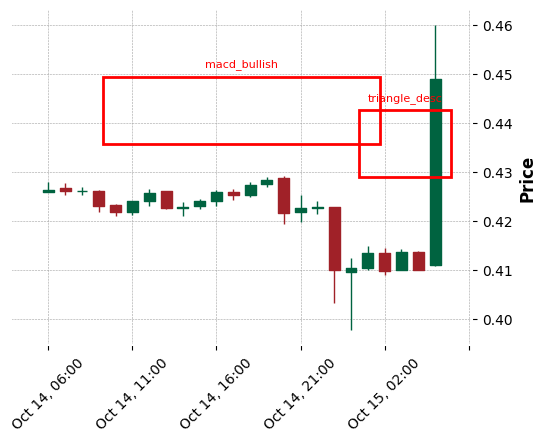 0.46
macd_bullish
0.45
triangle_desc
0.44
0.43
0.42
0.41
0.40
Price
Oct 14, 06:00
Oct 14, 11:00
Oct 14, 16:00
Oct 14, 21:00
Oct 15, 02:00